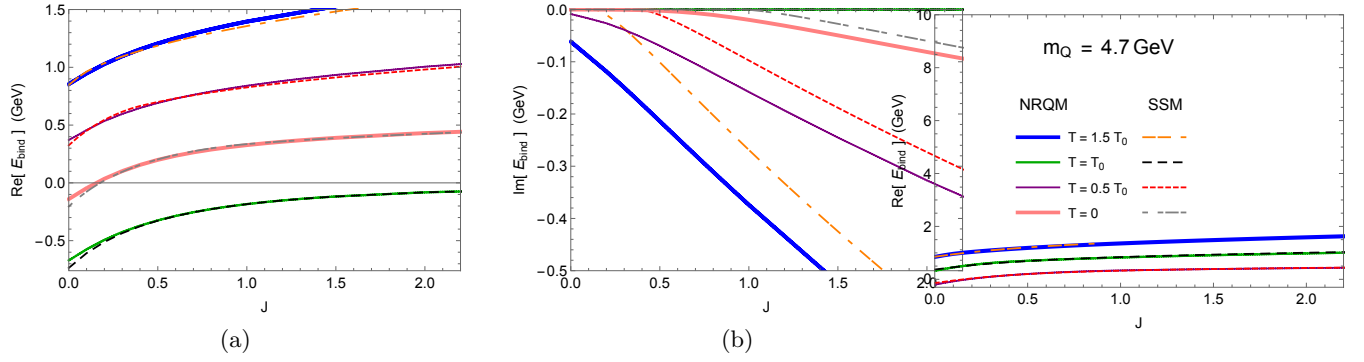 1.5
1.0
0.5
0.0
−0.5
Re[ E_bind ] (GeV)
0.0 0.5 1.0 1.5 2.0
J
(a)
0.0
−0.1
−0.2
−0.3
−0.4
−0.5
Im[ E_bind ] (GeV)
0.0 0.5 1.0 1.5 2.0
J
(b)
10
8
6
4
2
0
Re[ E_bind ] (GeV)
0.0 0.5 1.0 1.5 2.0
J
m_Q = 4.7 GeV
NRQM SSM
T = 1.5 T_0
T = T_0
T = 0.5 T_0
T = 0